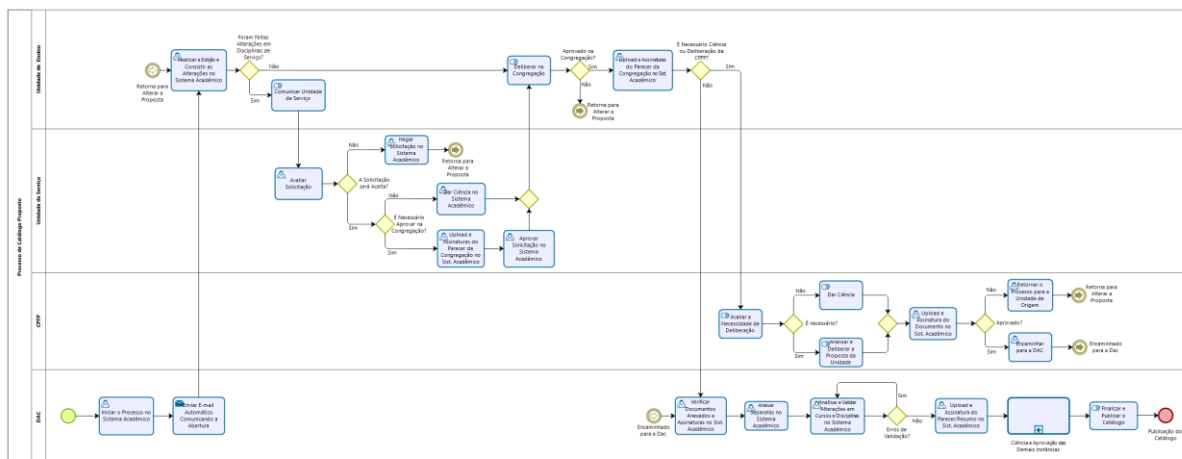 Processo de Catálogo Proposto
Unidade de Ensino
Retorna para
Alterar a
Proposta
Realizar a Edição e
Consistir as
Alterações no
Sistema Acadêmico
Foram Feitas
Alterações em
Disciplinas de
Serviço?
Não
Sim
Comunicar Unidade
de Serviço
Deliberar na
Congregação
Aprovado na
Congregação?
Sim
Não
Retorna para
Alterar a
Proposta
Upload e Assinaturas
do Parecer da
Congregação no Sist.
Acadêmico
É Necessário Ciência
ou Deliberação da
CPFP?
Sim
Não
Unidade de Serviço
Avaliar
Solicitação
A Solicitação
será Aceita?
Não
Sim
Negar
Solicitação no
Sistema
Acadêmico
Retorna para
Alterar a
Proposta
É Necessário
Aprovar na
Congregação?
Não
Sim
Dar Ciência no
Sistema
Acadêmico
Upload e
Assinaturas do
Parecer da
Congregação no
Sist. Acadêmico
Aprovar
Solicitação no
Sistema
Acadêmico
CPFP
Avaliar a
Necessidade de
Deliberação
É necessário?
Não
Sim
Dar Ciência
Analisar e
Deliberar a
Proposta da
Unidade
Upload e
Assinatura do
Documento no
Sist. Acadêmico
Aprovado?
Não
Sim
Retornar o
Processo para a
Unidade de
Origem
Retorna para
Alterar a
Proposta
Encaminhar
para a DAC
Encaminhado
para a Dac
DAC
Iniciar o Processo no
Sistema Acadêmico
Enviar E-mail
Automático
Comunicando a
Abertura
Encaminhado
para a Dac
Verificar
Documentos
Anexados e
Assinaturas no Sist.
Acadêmico
Anexar
Separatas no
Sistema
Acadêmico
Analisar e Validar
Alterações em
Cursos e Disciplinas
no Sistema
Acadêmico
Sim
Não
Erros de
Validação?
Upload e
Assinatura do
Parecer/Resumo no
Sist. Acadêmico
Ciência e Aprovação das
Demais Instâncias
Finalizar e
Publicar o
Catálogo
Publicação do
Catálogo